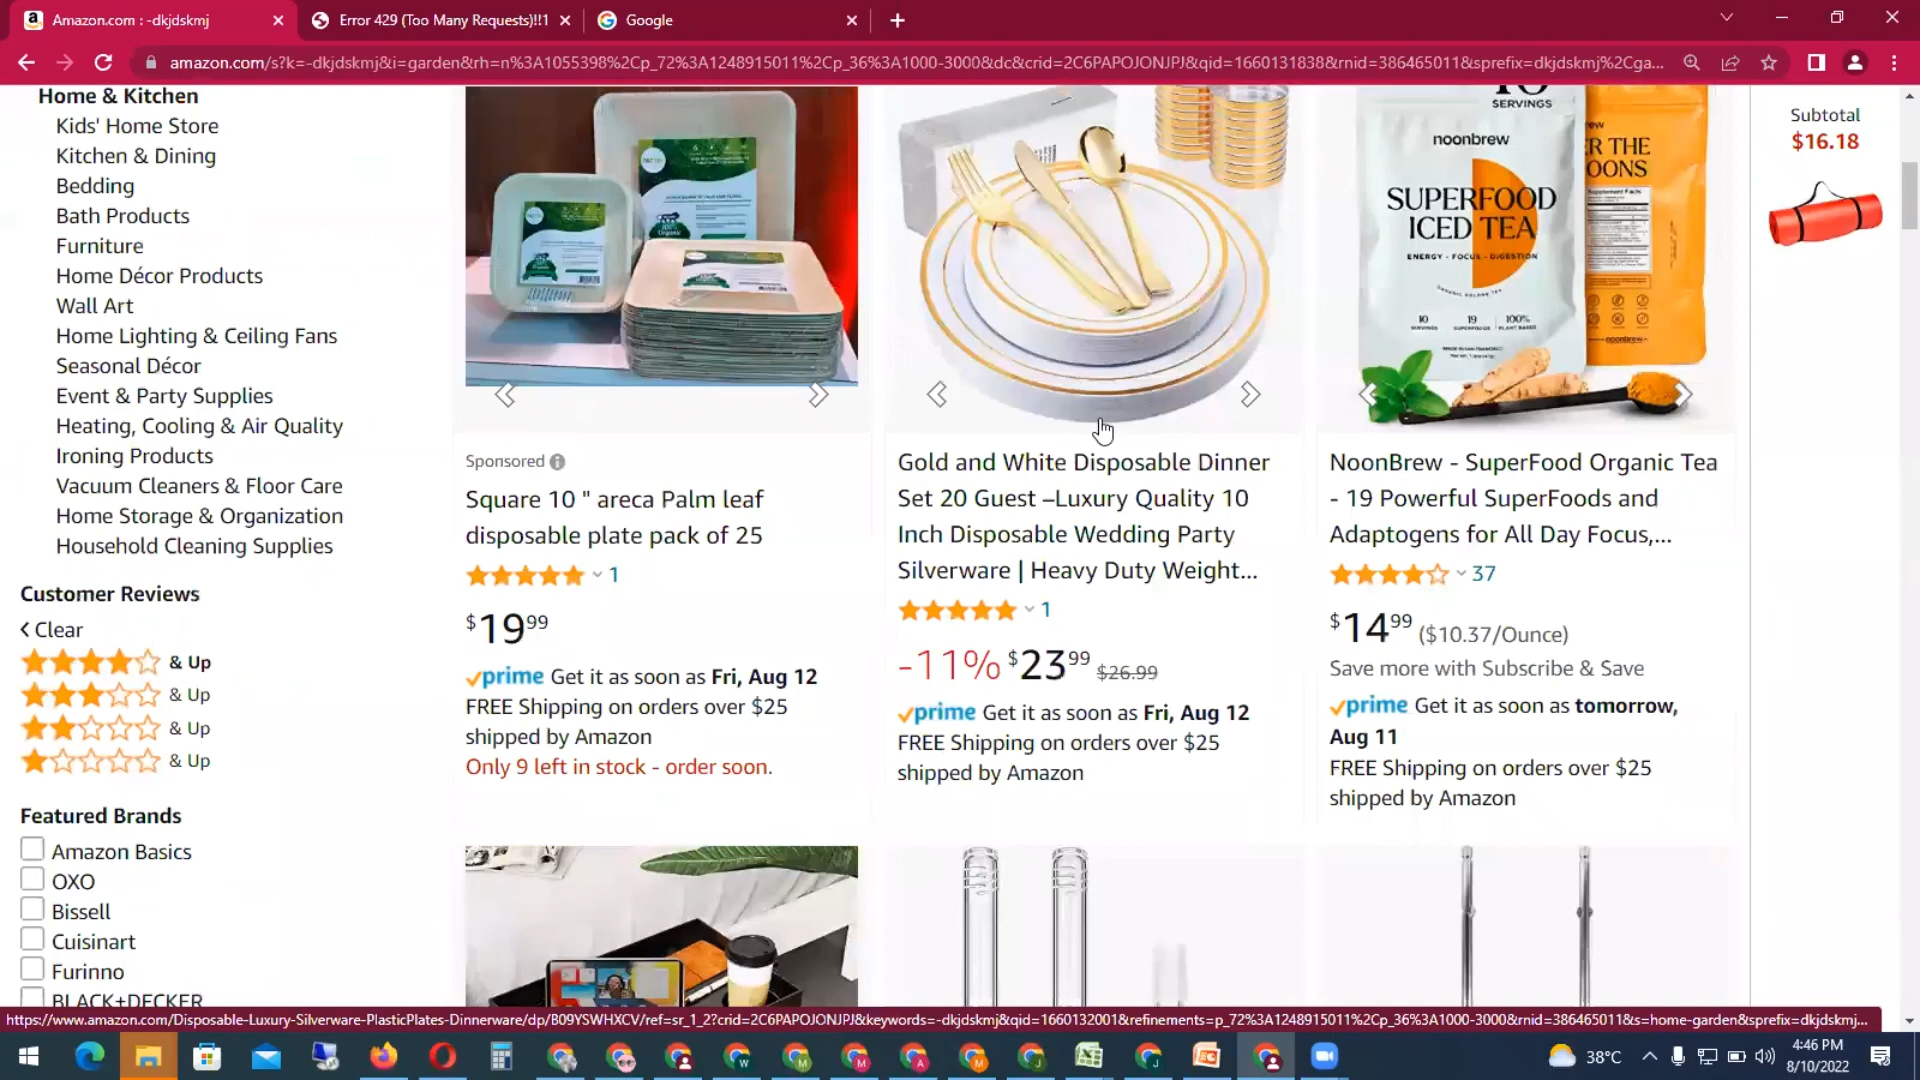 Amazon.com : -dkjdskmj
Error 429 (Too Many Requests)!!1
Google
amazon.com/s?k=-dkjdskmj&i=garden&rh=n%3A1055398%2Cp_72%3A1248915011%2Cp_36%3A1000-3000&dc&crid=2C6PAPOJONJPJ&qid=1660131838&rnid=386465011&sprefix=dkjdskmj%2Cga...
Home & Kitchen
Kids' Home Store
Kitchen & Dining
Bedding
Bath Products
Furniture
Home Décor Products
Wall Art
Home Lighting & Ceiling Fans
Seasonal Décor
Event & Party Supplies
Heating, Cooling & Air Quality
Ironing Products
Vacuum Cleaners & Floor Care
Home Storage & Organization
Household Cleaning Supplies
Customer Reviews
Clear
& Up
& Up
& Up
& Up
Featured Brands
Amazon Basics
OXO
Bissell
Cuisinart
Furinno
BLACK+DECKER
Sponsored
Square 10 " areca Palm leaf
disposable plate pack of 25
1
$19.99
prime Get it as soon as Fri, Aug 12
FREE Shipping on orders over $25
shipped by Amazon
Only 9 left in stock - order soon.
Gold and White Disposable Dinner
Set 20 Guest –Luxury Quality 10
Inch Disposable Wedding Party
Silverware | Heavy Duty Weight...
1
-11% $23.99 $26.99
prime Get it as soon as Fri, Aug 12
FREE Shipping on orders over $25
shipped by Amazon
SERVINGS
noonbrew
SUPERFOOD
ICED TEA
ENERGY - FOCUS - DIGESTION
10 19 100%
ER THE
OONS
noonbrew
NoonBrew - SuperFood Organic Tea
- 19 Powerful SuperFoods and
Adaptogens for All Day Focus,...
37
$14.99 ($10.37/Ounce)
Save more with Subscribe & Save
prime Get it as soon as tomorrow,
Aug 11
FREE Shipping on orders over $25
shipped by Amazon
Subtotal
$16.18
https://www.amazon.com/Disposable-Luxury-Silverware-PlasticPlates-Dinnerware/dp/B09YSWHXCV/ref=sr_1_2?crid=2C6PAPOJONJPJ&keywords=-dkjdskmj&qid=1660132001&refinements=p_72%3A1248915011%2Cp_36%3A1000-3000&rnid=386465011&s=home-garden&sprefix=dkjdskmj...
38°C
4:46 PM
8/10/2022